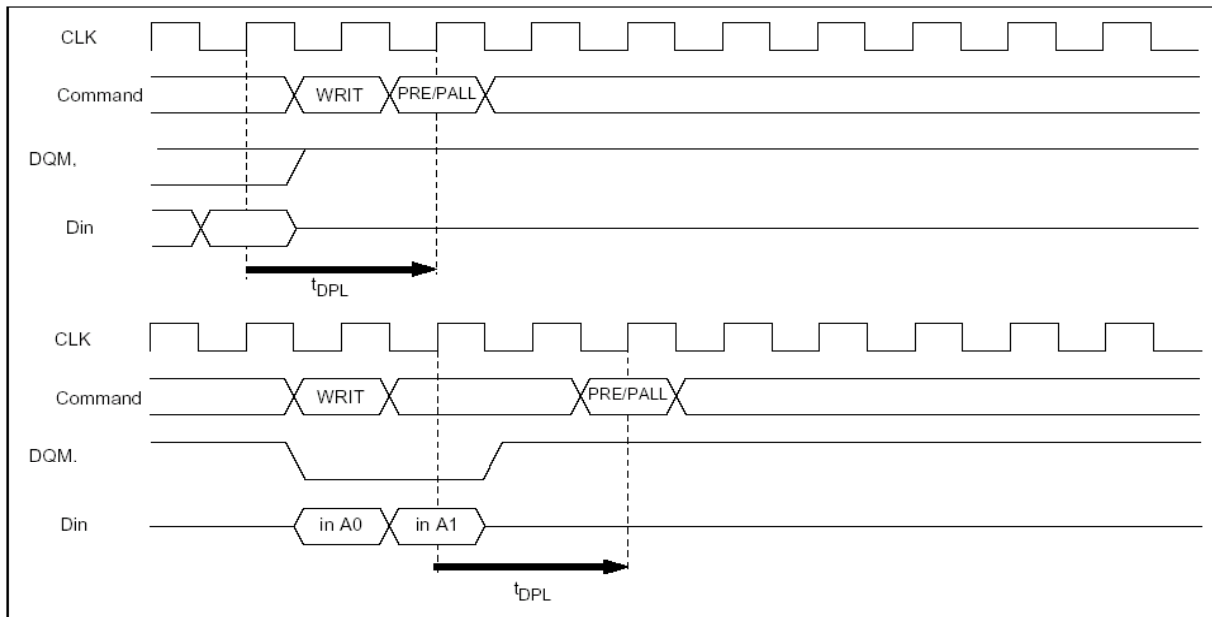 CLK
Command WRIT PRE/PALL
DQM,
Din
tDPL
CLK
Command WRIT PRE/PALL
DQM.
Din in A0 in A1
tDPL